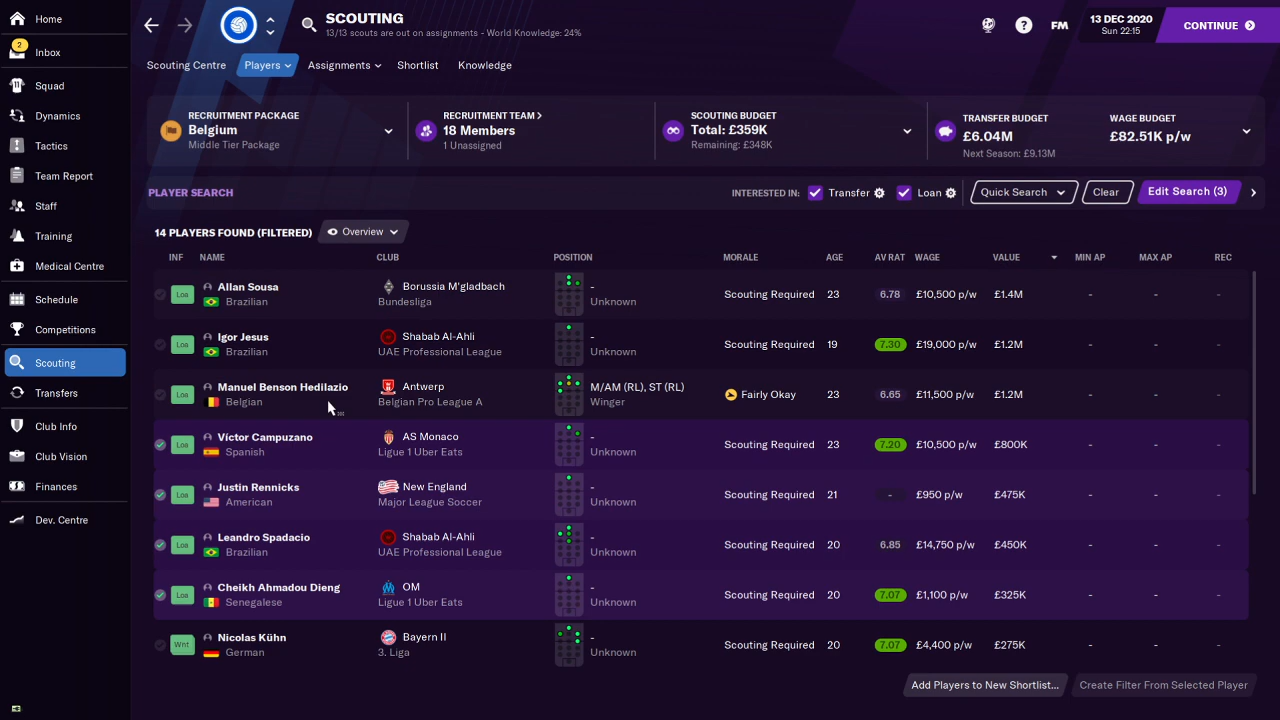 Home
2
Inbox
Squad
Dynamics
Tactics
Team Report
Staff
Training
Medical Centre
Schedule
Competitions
Scouting
Transfers
Club Info
Club Vision
Finances
Dev. Centre
SCOUTING
13/13 scouts are out on assignments - World Knowledge: 24%
? FM 13 DEC 2020 CONTINUE
Sun 22:15
Scouting Centre Players Assignments Shortlist Knowledge
RECRUITMENT PACKAGE
Belgium
Middle Tier Package
RECRUITMENT TEAM
18 Members
1 Unassigned
SCOUTING BUDGET
Total: £359K
Remaining: £348K
TRANSFER BUDGET WAGE BUDGET
£6.04M £82.51K p/w
Next Season: £9.13M
PLAYER SEARCH INTERESTED IN: Transfer Loan Quick Search Clear Edit Search (3)
14 PLAYERS FOUND (FILTERED) Overview
INF NAME CLUB POSITION MORALE AGE AV RAT WAGE VALUE MIN AP MAX AP REC
Loa Allan Sousa Borussia M'gladbach - Scouting Required 23 6.78 £10,500 p/w £1.4M - - -
Brazilian Bundesliga Unknown
Loa Igor Jesus Shabab Al-Ahli - Scouting Required 19 7.30 £19,000 p/w £1.2M - - -
Brazilian UAE Professional League Unknown
Loa Manuel Benson Hedilazio Antwerp M/AM (RL), ST (RL) Fairly Okay 23 6.65 £11,500 p/w £1.2M - - -
Belgian Belgian Pro League A Winger
Loa Víctor Campuzano AS Monaco - Scouting Required 23 7.20 £10,500 p/w £800K - - -
Spanish Ligue 1 Uber Eats Unknown
Loa Justin Rennicks New England - Scouting Required 21 - £950 p/w £475K - - -
American Major League Soccer Unknown
Loa Leandro Spadacio Shabab Al-Ahli - Scouting Required 20 6.85 £14,750 p/w £450K - - -
Brazilian UAE Professional League Unknown
Loa Cheikh Ahmadou Dieng OM - Scouting Required 20 7.07 £1,100 p/w £325K - - -
Senegalese Ligue 1 Uber Eats Unknown
Wnt Nicolas Kühn Bayern II - Scouting Required 20 7.07 £4,400 p/w £275K - - -
German 3. Liga Unknown
Add Players to New Shortlist... Create Filter From Selected Player